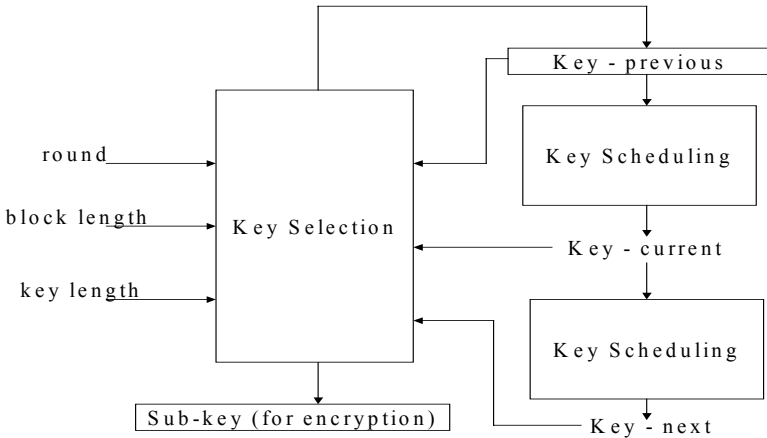 Key - previous
round
Key Scheduling
block length
Key Selection
Key - current
key length
Key Scheduling
Sub-key (for encryption)
Key - next